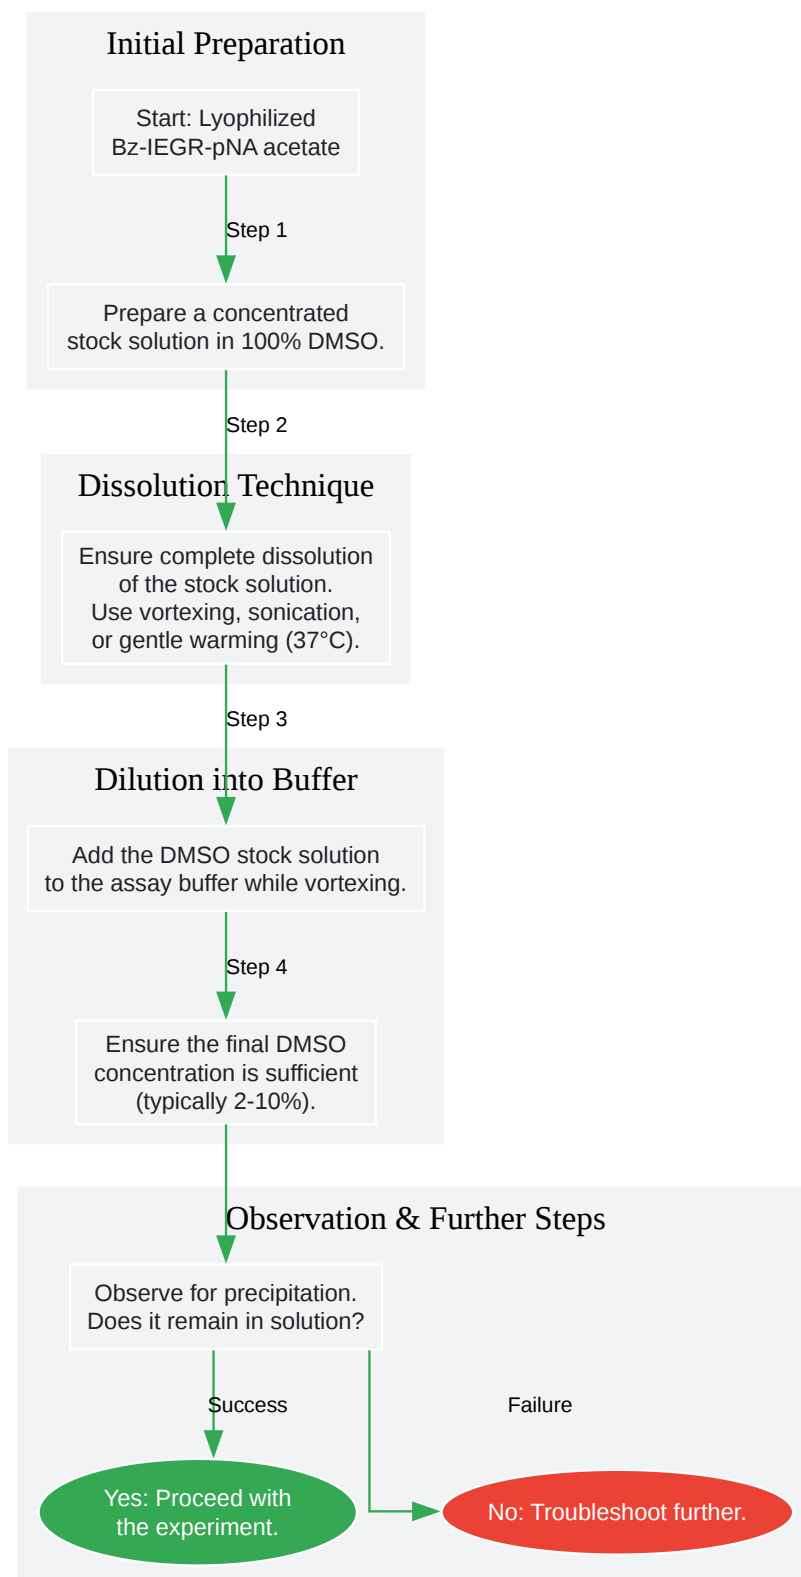 Initial Preparation
Start: Lyophilized
Bz-IEGR-pNA acetate
Step 1
Prepare a concentrated
stock solution in 100% DMSO.
Step 2
Dissolution Technique
Ensure complete dissolution
of the stock solution.
Use vortexing, sonication,
or gentle warming (37°C).
Step 3
Dilution into Buffer
Add the DMSO stock solution
to the assay buffer while vortexing.
Step 4
Ensure the final DMSO
concentration is sufficient
(typically 2-10%).
Observation & Further Steps
Observe for precipitation.
Does it remain in solution?
Success
Failure
Yes: Proceed with
the experiment.
No: Troubleshoot further.